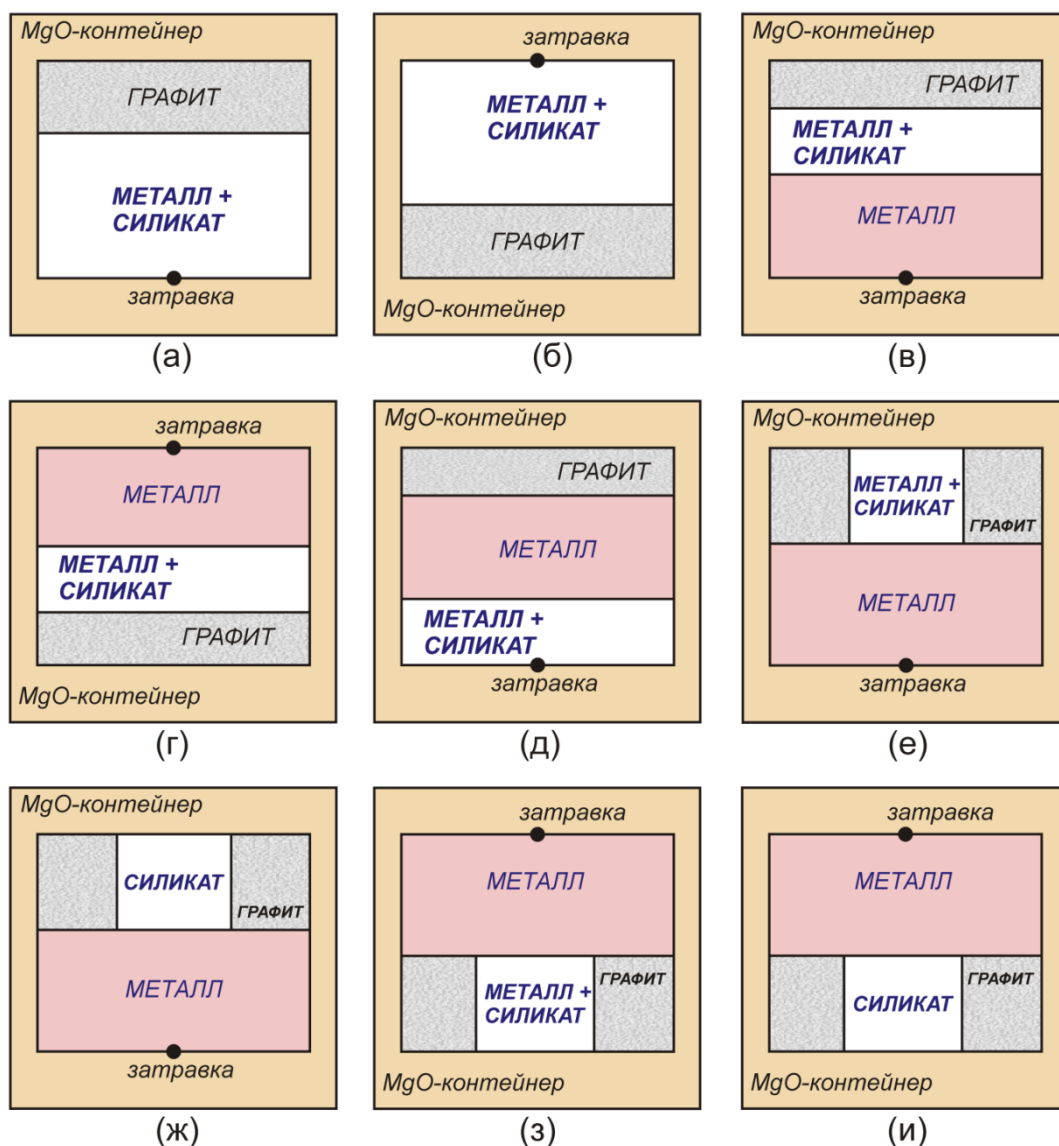 MgO-контейнер
ГРАФИТ
МЕТАЛЛ +
СИЛИКАТ
затравка
(а)
затравка
МЕТАЛЛ +
СИЛИКАТ
ГРАФИТ
MgO-контейнер
(б)
MgO-контейнер
ГРАФИТ
МЕТАЛЛ +
СИЛИКАТ
МЕТАЛЛ
затравка
(в)
затравка
МЕТАЛЛ
МЕТАЛЛ +
СИЛИКАТ
ГРАФИТ
MgO-контейнер
(г)
MgO-контейнер
ГРАФИТ
МЕТАЛЛ
МЕТАЛЛ +
СИЛИКАТ
затравка
(д)
MgO-контейнер
МЕТАЛЛ +
СИЛИКАТ
ГРАФИТ
МЕТАЛЛ
затравка
(е)
MgO-контейнер
СИЛИКАТ
ГРАФИТ
МЕТАЛЛ
затравка
(ж)
затравка
МЕТАЛЛ
ГРАФИТ
МЕТАЛЛ +
СИЛИКАТ
MgO-контейнер
(з)
затравка
МЕТАЛЛ
ГРАФИТ
СИЛИКАТ
MgO-контейнер
(и)